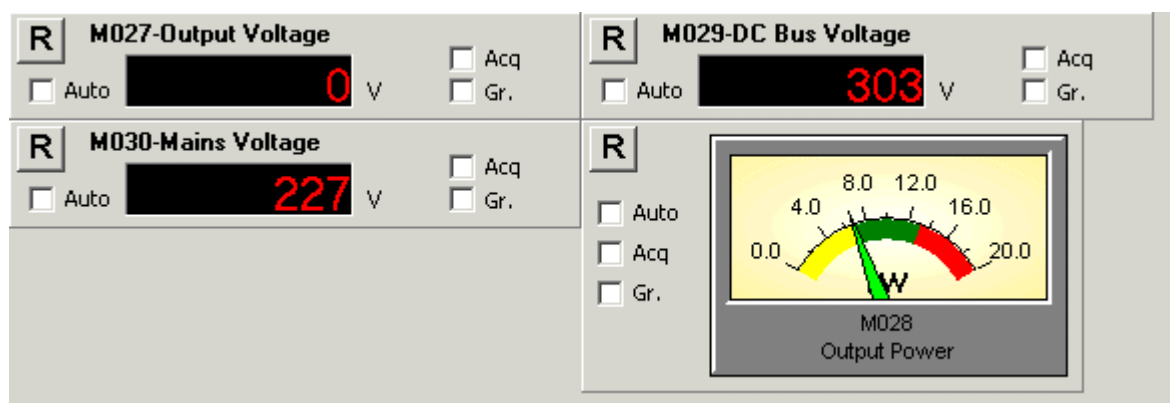 R M027-Output Voltage
Acq
Auto 0 V Gr.
R M029-DC Bus Voltage
Acq
Auto 303 V Gr.
R M030-Mains Voltage
Acq
Auto 227 V Gr.
R
Auto
Acq
Gr.
8.0 12.0
4.0 16.0
0.0 20.0
W
M028
Output Power